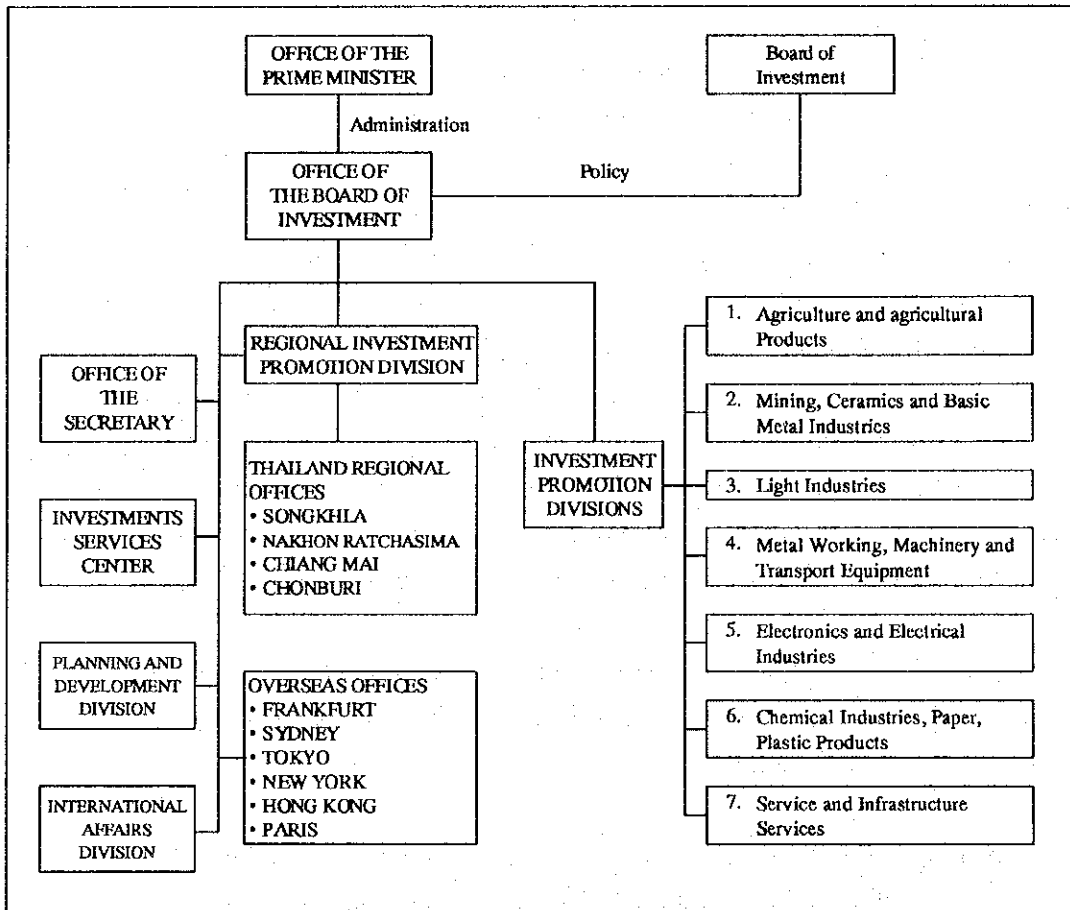 OFFICE OF THE
PRIME MINISTER
Board of
Investment
Administration
OFFICE OF
THE BOARD OF
INVESTMENT
Policy
REGIONAL INVESTMENT
PROMOTION DIVISION
OFFICE OF
THE
SECRETARY
THAILAND REGIONAL
OFFICES
• SONGKHLA
• NAKHON RATCHASIMA
• CHIANG MAI
• CHONBURI
INVESTMENTS
SERVICES
CENTER
PLANNING AND
DEVELOPMENT
DIVISION
OVERSEAS OFFICES
• FRANKFURT
• SYDNEY
• TOKYO
• NEW YORK
• HONG KONG
• PARIS
INTERNATIONAL
AFFAIRS
DIVISION
INVESTMENT
PROMOTION
DIVISIONS
1. Agriculture and agricultural
Products
2. Mining, Ceramics and Basic
Metal Industries
3. Light Industries
4. Metal Working, Machinery and
Transport Equipment
5. Electronics and Electrical
Industries
6. Chemical Industries, Paper,
Plastic Products
7. Service and Infrastructure
Services